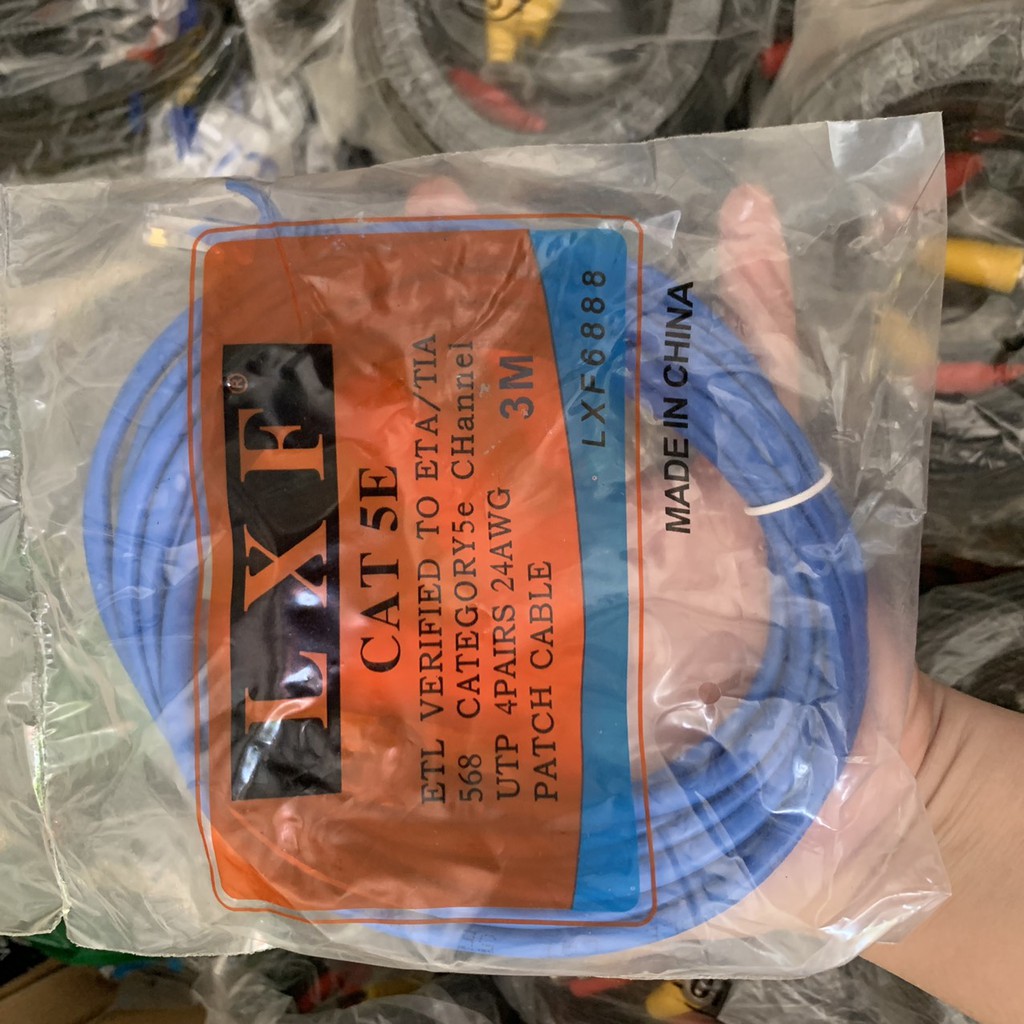 LXF®
CAT 5E
ETL VERIFIED TO ETA/TIA
568 CATEGORY5e CHannel
UTP 4PAIRS 24AWG 3M
PATCH CABLE
LXF6888
MADE IN CHINA